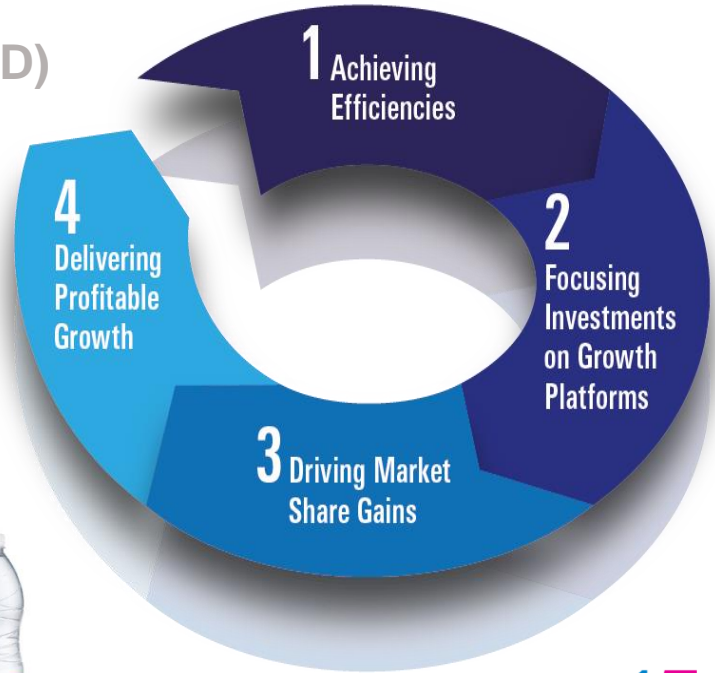 D)
1 Achieving
Efficiencies
2
Focusing
Investments
on Growth
Platforms
3 Driving Market
Share Gains
4
Delivering
Profitable
Growth